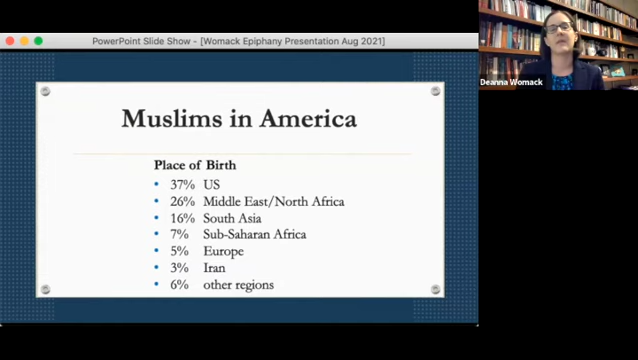 PowerPoint Slide Show - [Womack Epiphany Presentation Aug 2021]
Deanna Womack
Muslims in America
Place of Birth
• 37% US
• 26% Middle East/North Africa
• 16% South Asia
• 7% Sub-Saharan Africa
• 5% Europe
• 3% Iran
• 6% other regions